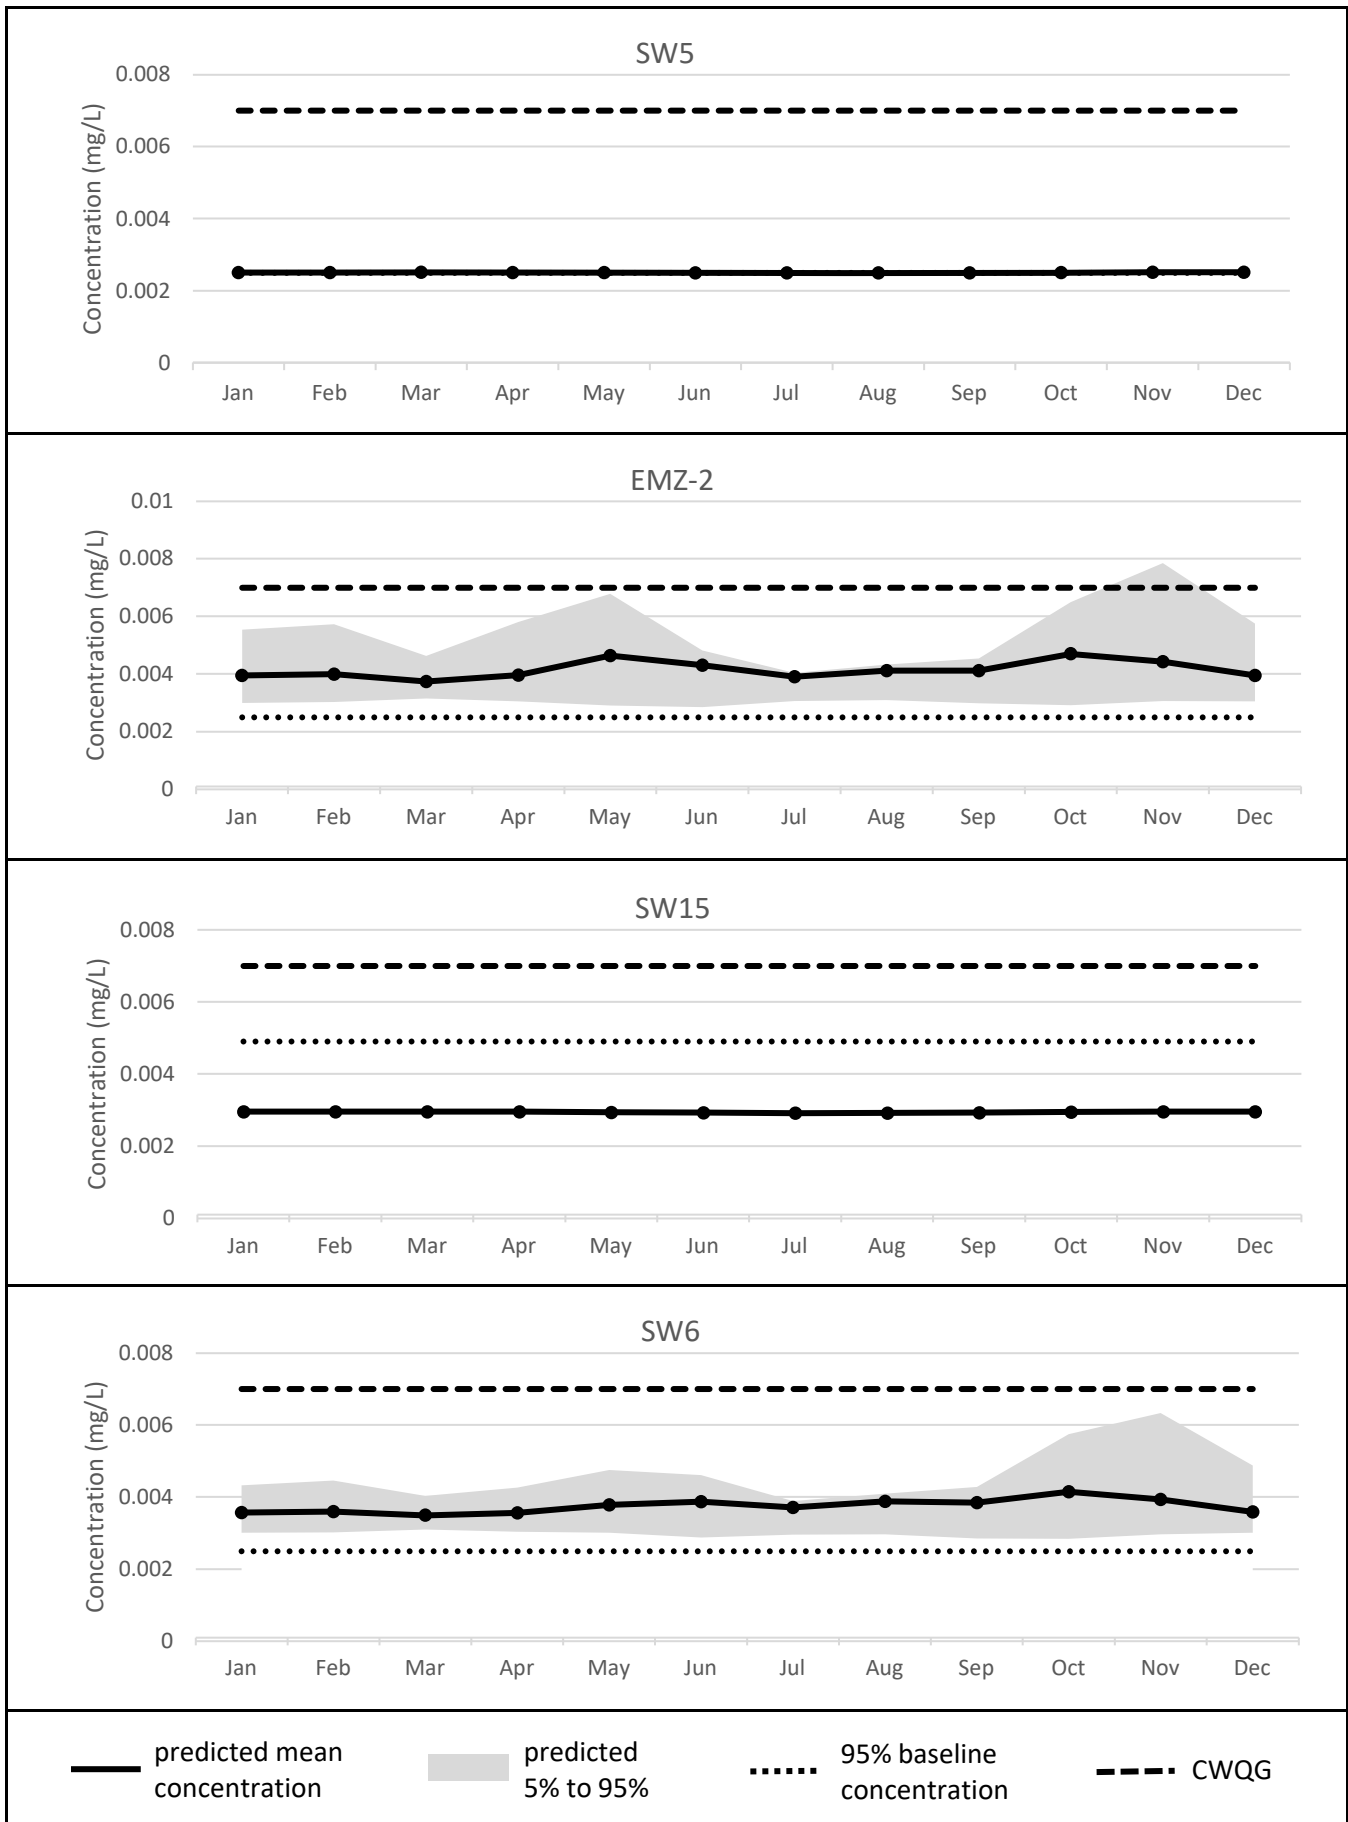 SW5
Concentration (mg/L)
0.008
0.006
0.004
0.002
0
Jan Feb Mar Apr May Jun Jul Aug Sep Oct Nov Dec
EMZ-2
Concentration (mg/L)
0.01
0.008
0.006
0.004
0.002
0
Jan Feb Mar Apr May Jun Jul Aug Sep Oct Nov Dec
SW15
Concentration (mg/L)
0.008
0.006
0.004
0.002
0
Jan Feb Mar Apr May Jun Jul Aug Sep Oct Nov Dec
SW6
Concentration (mg/L)
0.008
0.006
0.004
0.002
0
Jan Feb Mar Apr May Jun Jul Aug Sep Oct Nov Dec
predicted mean
concentration
predicted
5% to 95%
95% baseline
concentration
CWQG